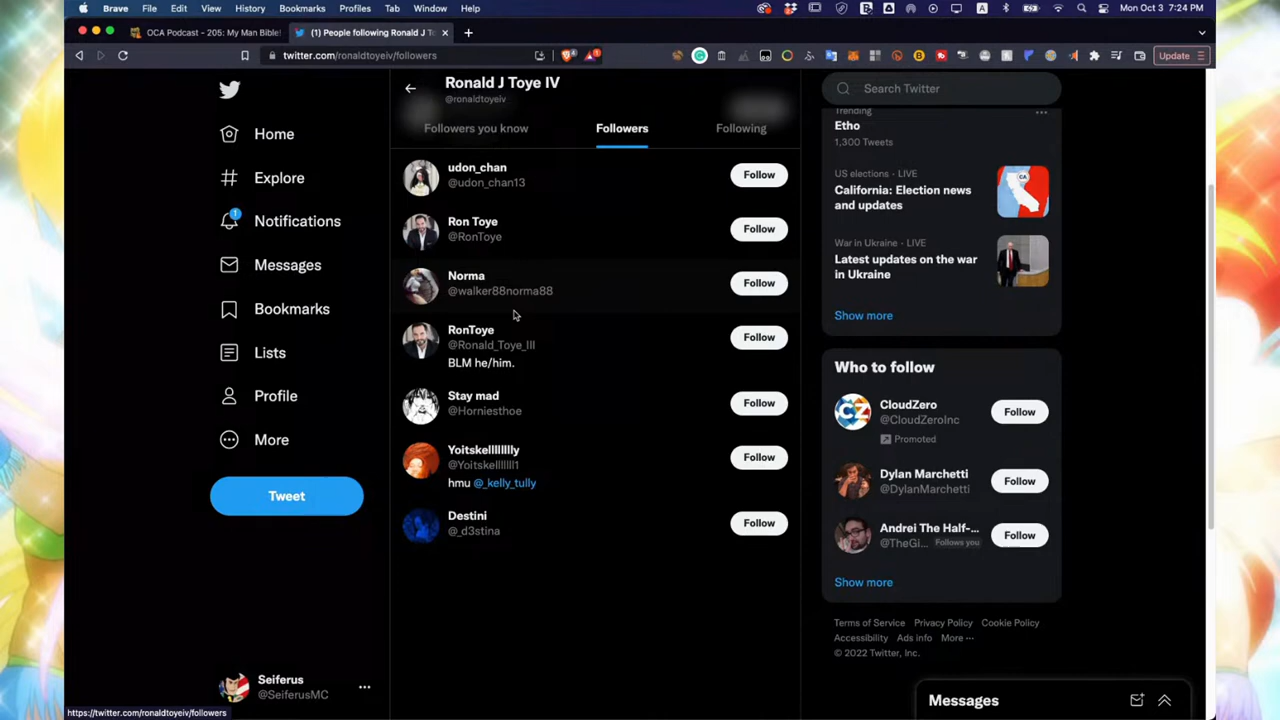 Brave File Edit View History Bookmarks Profiles Tab Window Help
Mon Oct 3 7:24 PM
OCA Podcast - 205: My Man Bible!
(1) People following Ronald J To
twitter.com/ronaldtoyeiv/followers
Update
Home
Explore
Notifications
1
Messages
Bookmarks
Lists
Profile
More
Tweet
Seiferus
@SeiferusMC
Ronald J Toye IV
@ronaldtoyeiv
Followers you know Followers Following
udon_chan
@udon_chan13
Follow
Ron Toye
@RonToye
Follow
Norma
@walker88norma88
Follow
RonToye
@Ronald_Toye_III
BLM he/him.
Follow
Stay mad
@Horniesthoe
Follow
Follow
hmu @_kelly_tully
Destini
@_d3stina
Follow
Search Twitter
Trending
Etho
1,300 Tweets
US elections · LIVE
California: Election news
and updates
War in Ukraine · LIVE
Latest updates on the war
in Ukraine
Show more
Who to follow
CloudZero
@CloudZeroInc
Promoted
Follow
Dylan Marchetti
@DylanMarchetti
Follow
Andrei The Half-...
@TheGi... Follows you
Follow
Show more
Terms of Service Privacy Policy Cookie Policy
Accessibility Ads info More ···
© 2022 Twitter, Inc.
Messages
https://twitter.com/ronaldtoyeiv/followers